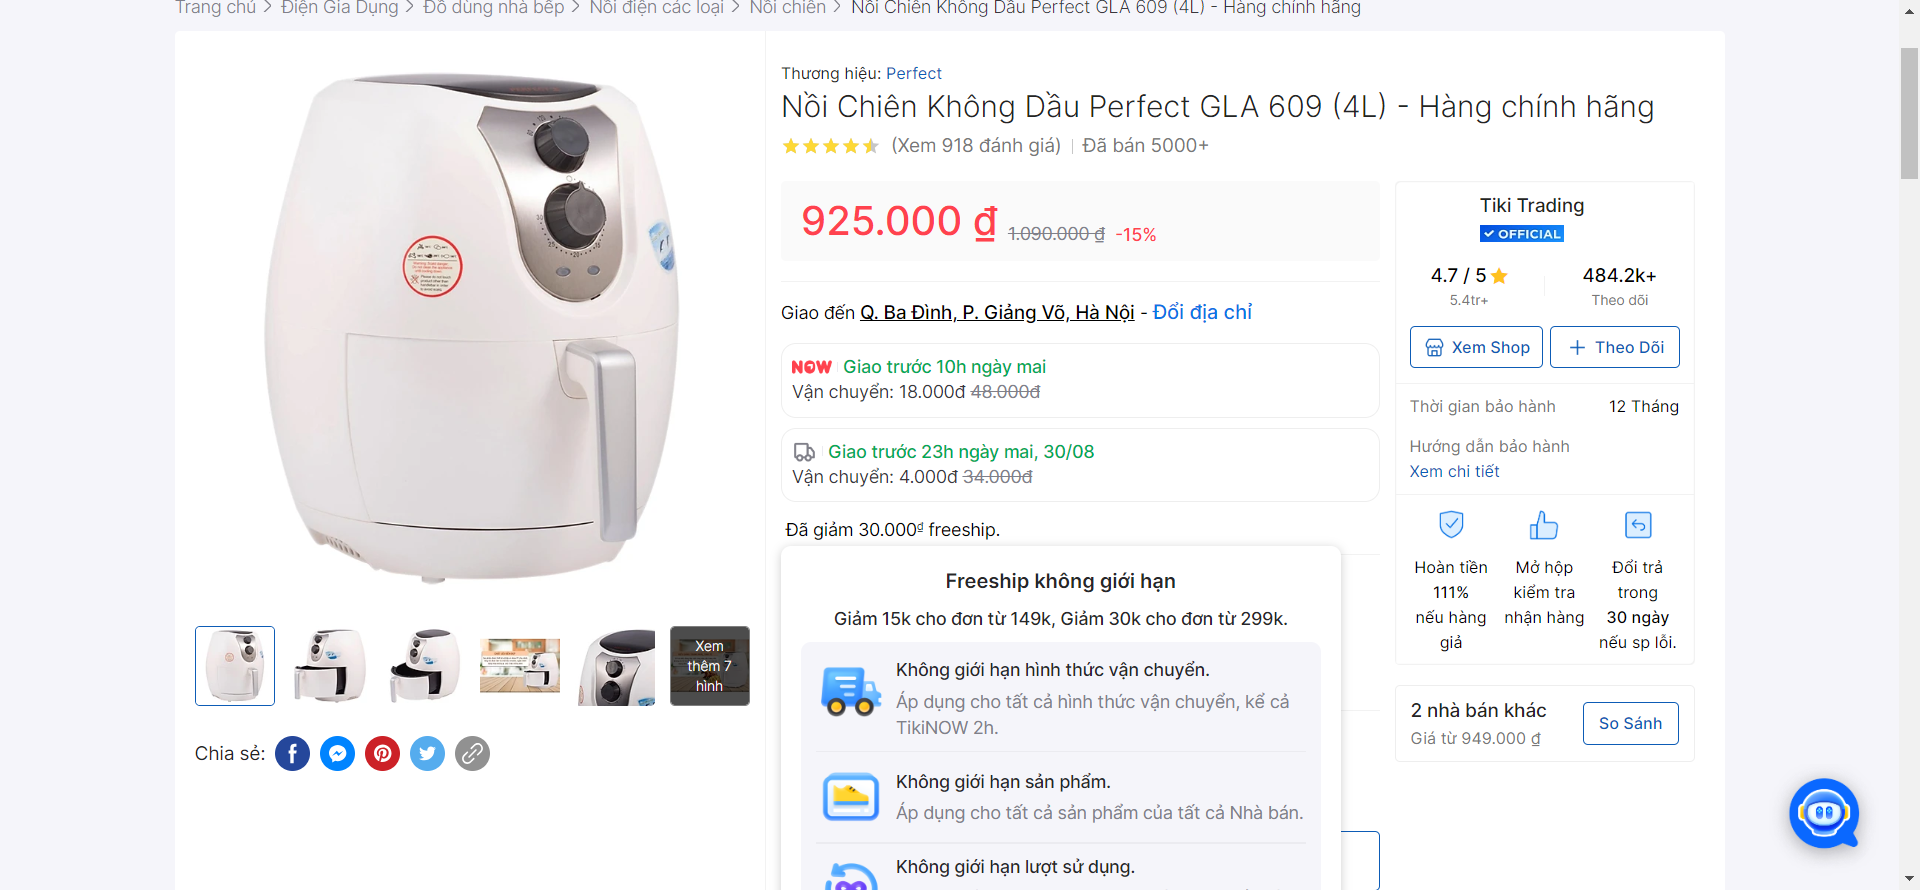 Trang chủ > Điện Gia Dụng > Đồ dùng nhà bếp > Nồi điện các loại > Nồi chiên > Nồi Chiên Không Dầu Perfect GLA 609 (4L) - Hàng chính hãng
Thương hiệu: Perfect
Nồi Chiên Không Dầu Perfect GLA 609 (4L) - Hàng chính hãng
(Xem 918 đánh giá) | Đã bán 5000+
925.000 ₫ 1.090.000 ₫ -15%
Giao đến Q. Ba Đình, P. Giảng Võ, Hà Nội - Đổi địa chỉ
NOW Giao trước 10h ngày mai
Vận chuyển: 18.000đ 48.000đ
Giao trước 23h ngày mai, 30/08
Vận chuyển: 4.000đ 34.000đ
Đã giảm 30.000₫ freeship.
Freeship không giới hạn
Giảm 15k cho đơn từ 149k, Giảm 30k cho đơn từ 299k.
Không giới hạn hình thức vận chuyển.
Áp dụng cho tất cả hình thức vận chuyển, kể cả
TikiNOW 2h.
Không giới hạn sản phẩm.
Áp dụng cho tất cả sản phẩm của tất cả Nhà bán.
Không giới hạn lượt sử dụng.
Xem
thêm 7
hình
Chia sẻ:
Tiki Trading
OFFICIAL
4.7 / 5
5.4tr+
484.2k+
Theo dõi
Xem Shop
+ Theo Dõi
Thời gian bảo hành 12 Tháng
Hướng dẫn bảo hành
Xem chi tiết
Hoàn tiền
111%
nếu hàng
giả
Mở hộp
kiểm tra
nhận hàng
Đổi trả
trong
30 ngày
nếu sp lỗi.
2 nhà bán khác
Giá từ 949.000 ₫
So Sánh